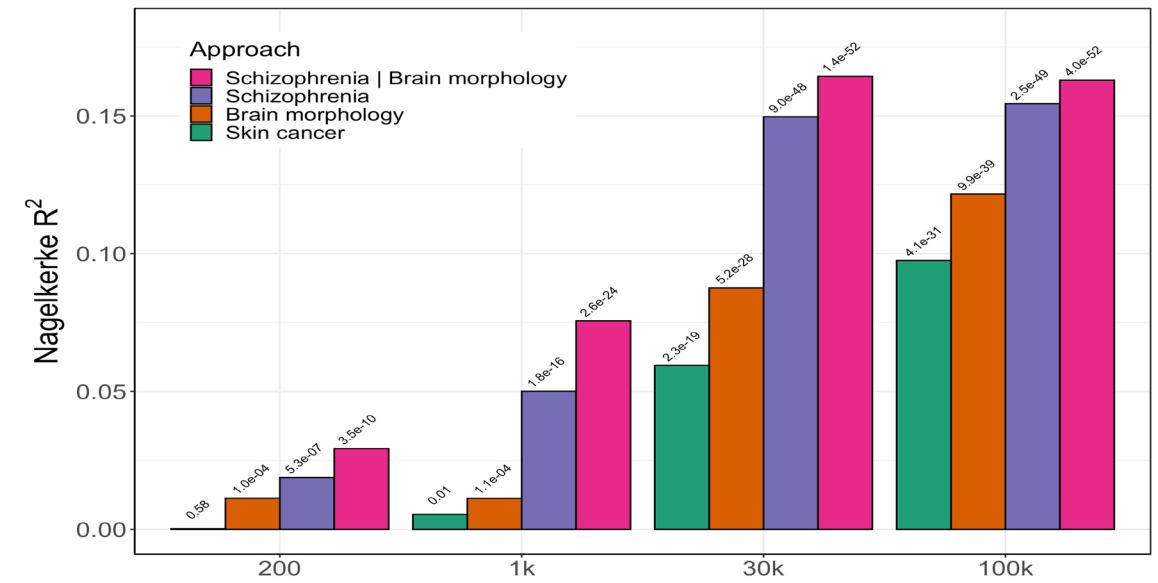 Approach
Schizophrenia | Brain morphology
Schizophrenia
Brain morphology
Skin cancer
Nagelkerke R²
0.15
0.10
0.05
0.00
0.58
1.0e-04
5.3e-07
3.5e-10
0.01
1.1e-04
1.8e-16
2.6e-24
2.3e-19
5.2e-28
9.0e-48
1.4e-52
4.1e-31
9.9e-39
2.5e-49
4.0e-52
200
1k
30k
100k